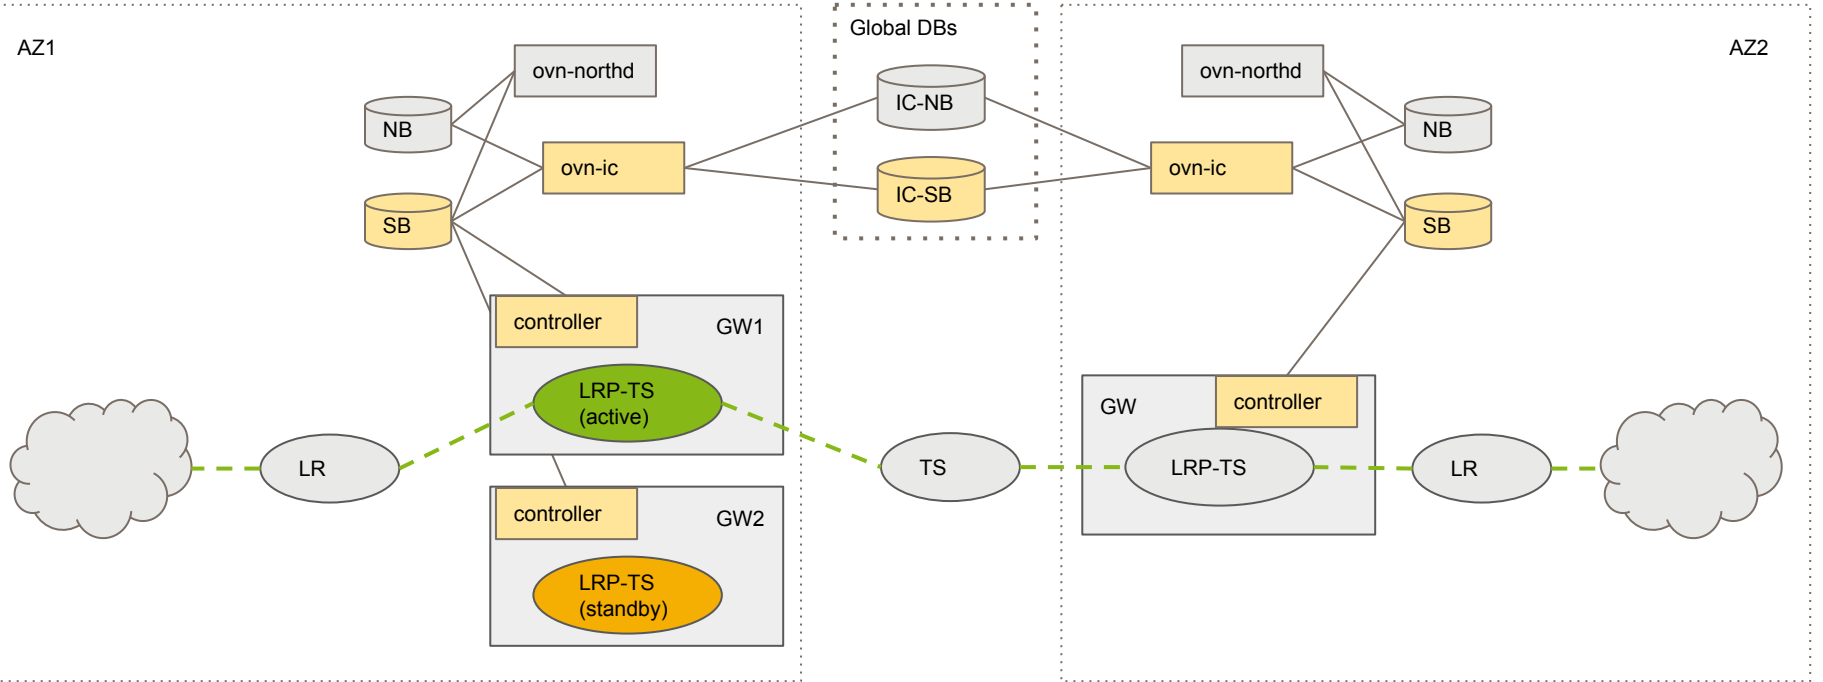 AZ1
Global DBs
AZ2
ovn-northd
ovn-northd
NB
IC-NB
NB
ovn-ic
ovn-ic
SB
IC-SB
SB
controller
GW1
LRP-TS
(active)
controller
GW
LR
TS
LRP-TS
LR
controller
GW2
LRP-TS
(standby)